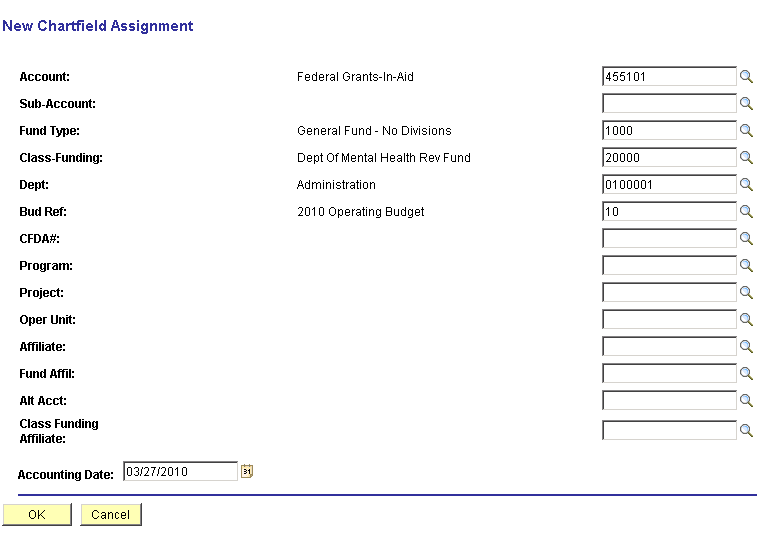 New Chartfield Assignment
Account: Federal Grants-In-Aid 455101
Sub-Account:
Fund Type: General Fund - No Divisions 1000
Class-Funding: Dept Of Mental Health Rev Fund 20000
Dept: Administration 0100001
Bud Ref: 2010 Operating Budget 10
CFDA#:
Program:
Project:
Oper Unit:
Affiliate:
Fund Affil:
Alt Acct:
Class Funding
Affiliate:
Accounting Date: 03/27/2010 31
OK Cancel